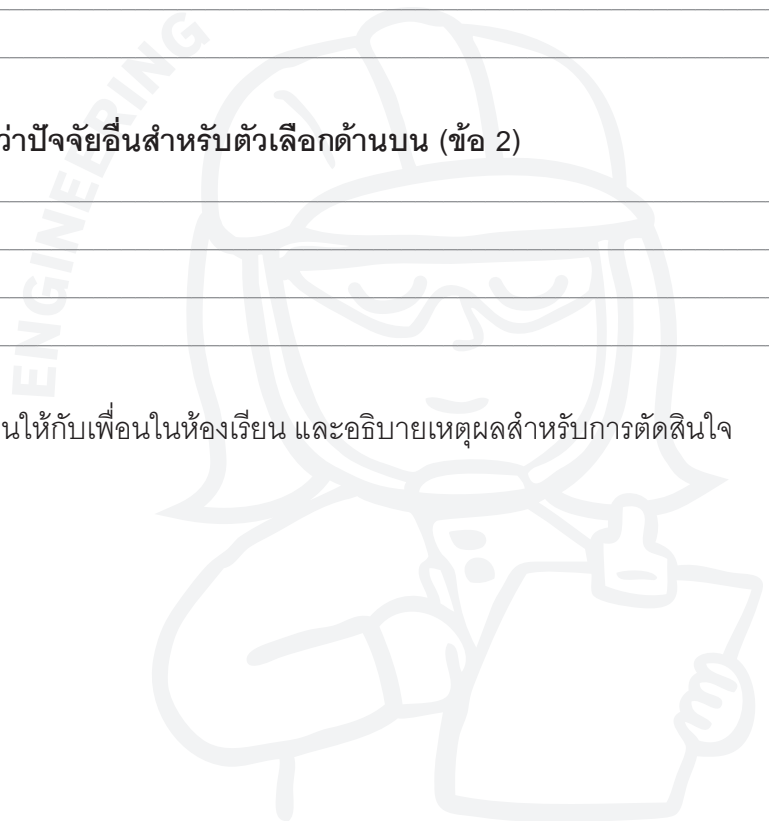 ENGINEERING
ว่าปัจจัยอื่นสำหรับตัวเลือกด้านบน (ข้อ 2)
นให้กับเพื่อนในห้องเรียน และอธิบายเหตุผลสำหรับการตัดสินใจ